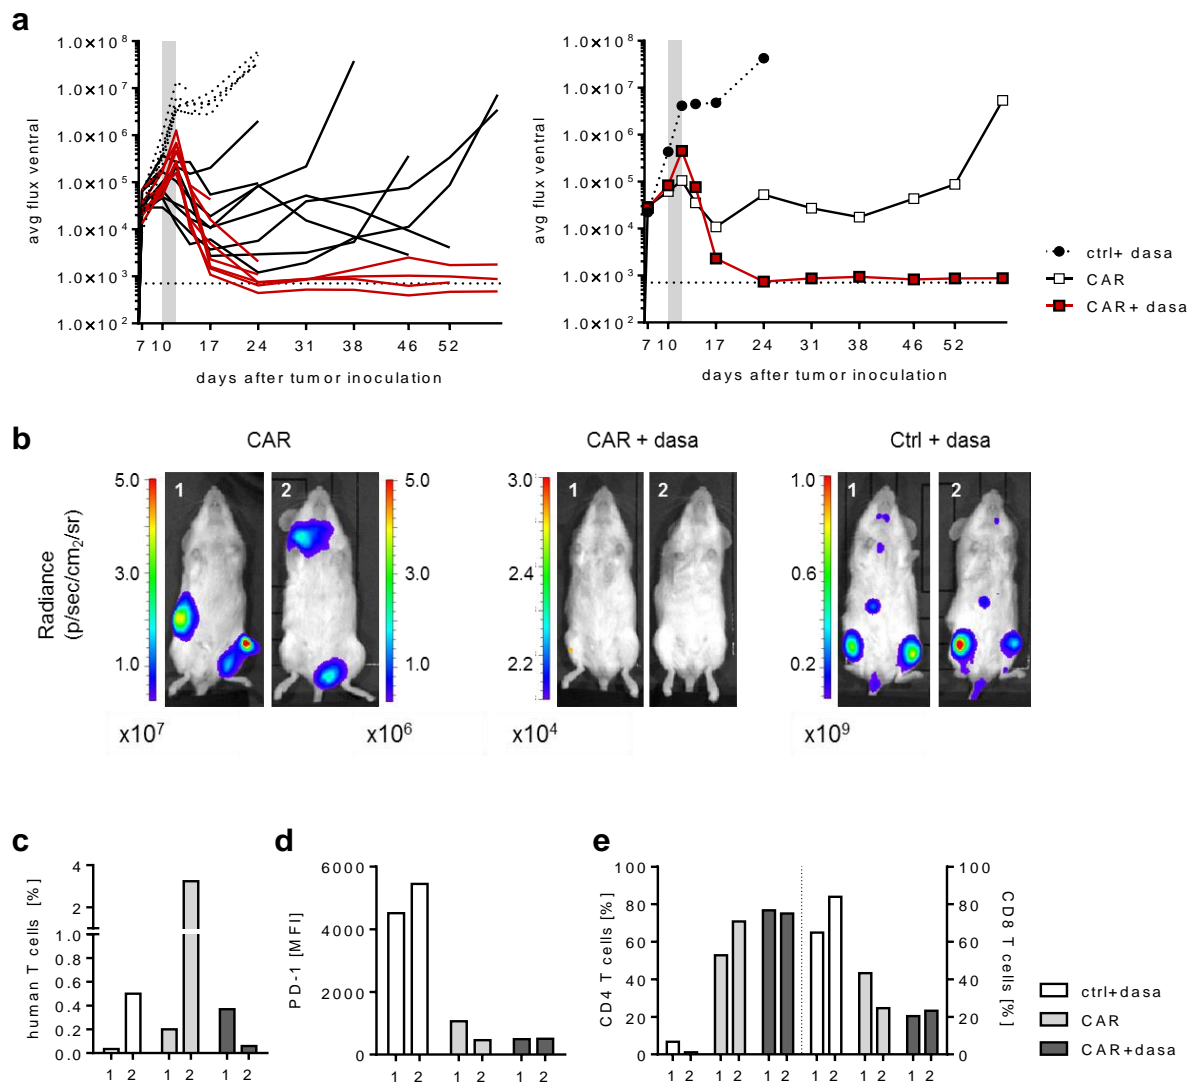 a
1.0×10⁸
1.0×10⁷
1.0×10⁶
1.0×10⁵
1.0×10⁴
1.0×10³
1.0×10²
avg flux ventral
7 10 17 24 31 38 46 52
days after tumor inoculation
1.0×10⁸
1.0×10⁷
1.0×10⁶
1.0×10⁵
1.0×10⁴
1.0×10³
1.0×10²
avg flux ventral
7 10 17 24 31 38 46 52
days after tumor inoculation
ctrl+ dasa
CAR
CAR+ dasa
b
CAR
CAR + dasa
Ctrl + dasa
Radiance
(p/sec/cm₂/sr)
5.0
3.0
1.0
x10⁷
1
2
5.0
3.0
1.0
x10⁶
3.0
2.4
2.2
x10⁴
1
2
1.0
0.6
0.2
x10⁹
1
2
c
human T cells [%]
4
2
1.0
0.8
0.6
0.4
0.2
0.0
1 2 1 2 1 2
d
PD-1 [MFI]
6000
4000
2000
0
1 2 1 2 1 2
e
CD4 T cells [%]
100
80
60
40
20
0
1 2 1 2 1 2 1 2 1 2 1 2
100
80
60
40
20
0
CD8 T cells [%]
ctrl+dasa
CAR
CAR+dasa